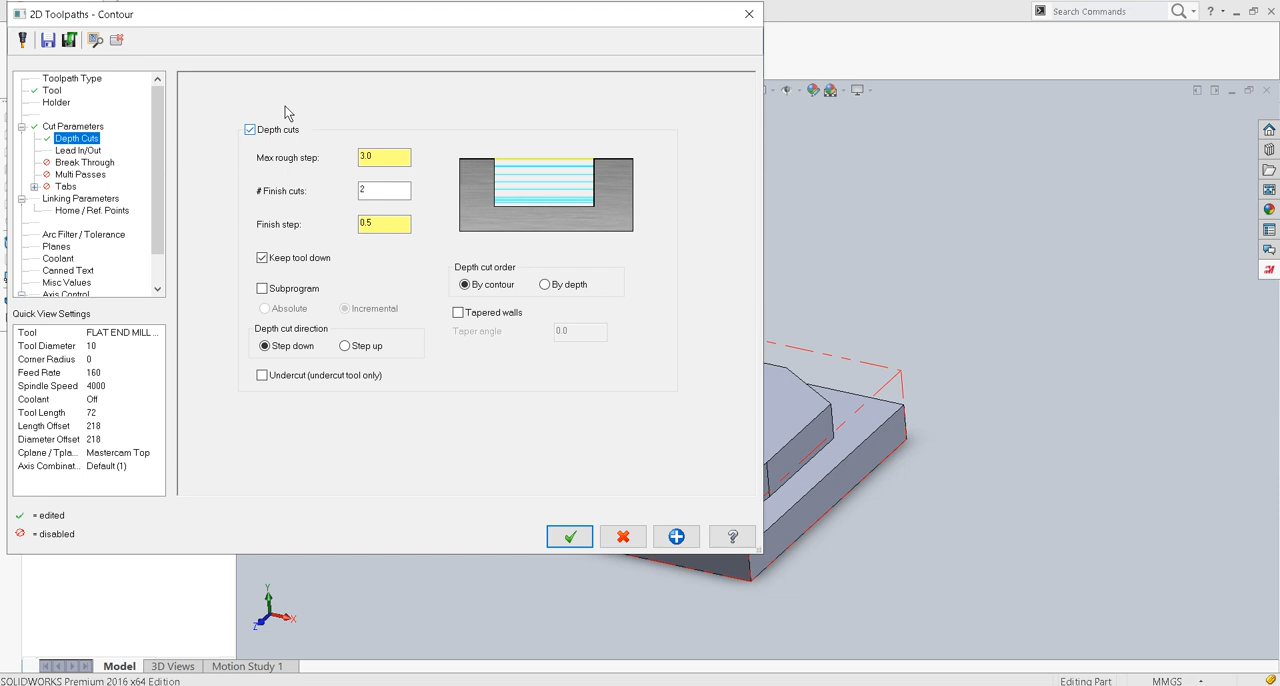 2D Toolpaths - Contour
Search Commands
Toolpath Type
Tool
Holder
Cut Parameters
Depth Cuts
Lead In/Out
Break Through
Multi Passes
Tabs
Linking Parameters
Home / Ref. Points
Arc Filter / Tolerance
Planes
Coolant
Canned Text
Misc Values
Axis Control
Depth cuts
Max rough step: 3.0
# Finish cuts: 2
Finish step: 0.5
Keep tool down
Subprogram
Absolute Incremental
Depth cut direction
Step down Step up
Undercut (undercut tool only)
Depth cut order
By contour By depth
Tapered walls
Taper angle 0.0
Quick View Settings
Tool FLAT END MILL ...
Tool Diameter 10
Corner Radius 0
Feed Rate 160
Spindle Speed 4000
Coolant Off
Tool Length 72
Length Offset 218
Diameter Offset 218
Cplane / Tpla... Mastercam Top
Axis Combinat... Default (1)
= edited
= disabled
Y
X
Z
Model 3D Views Motion Study 1
SOLIDWORKS Premium 2016 x64 Edition Editing Part MMGS